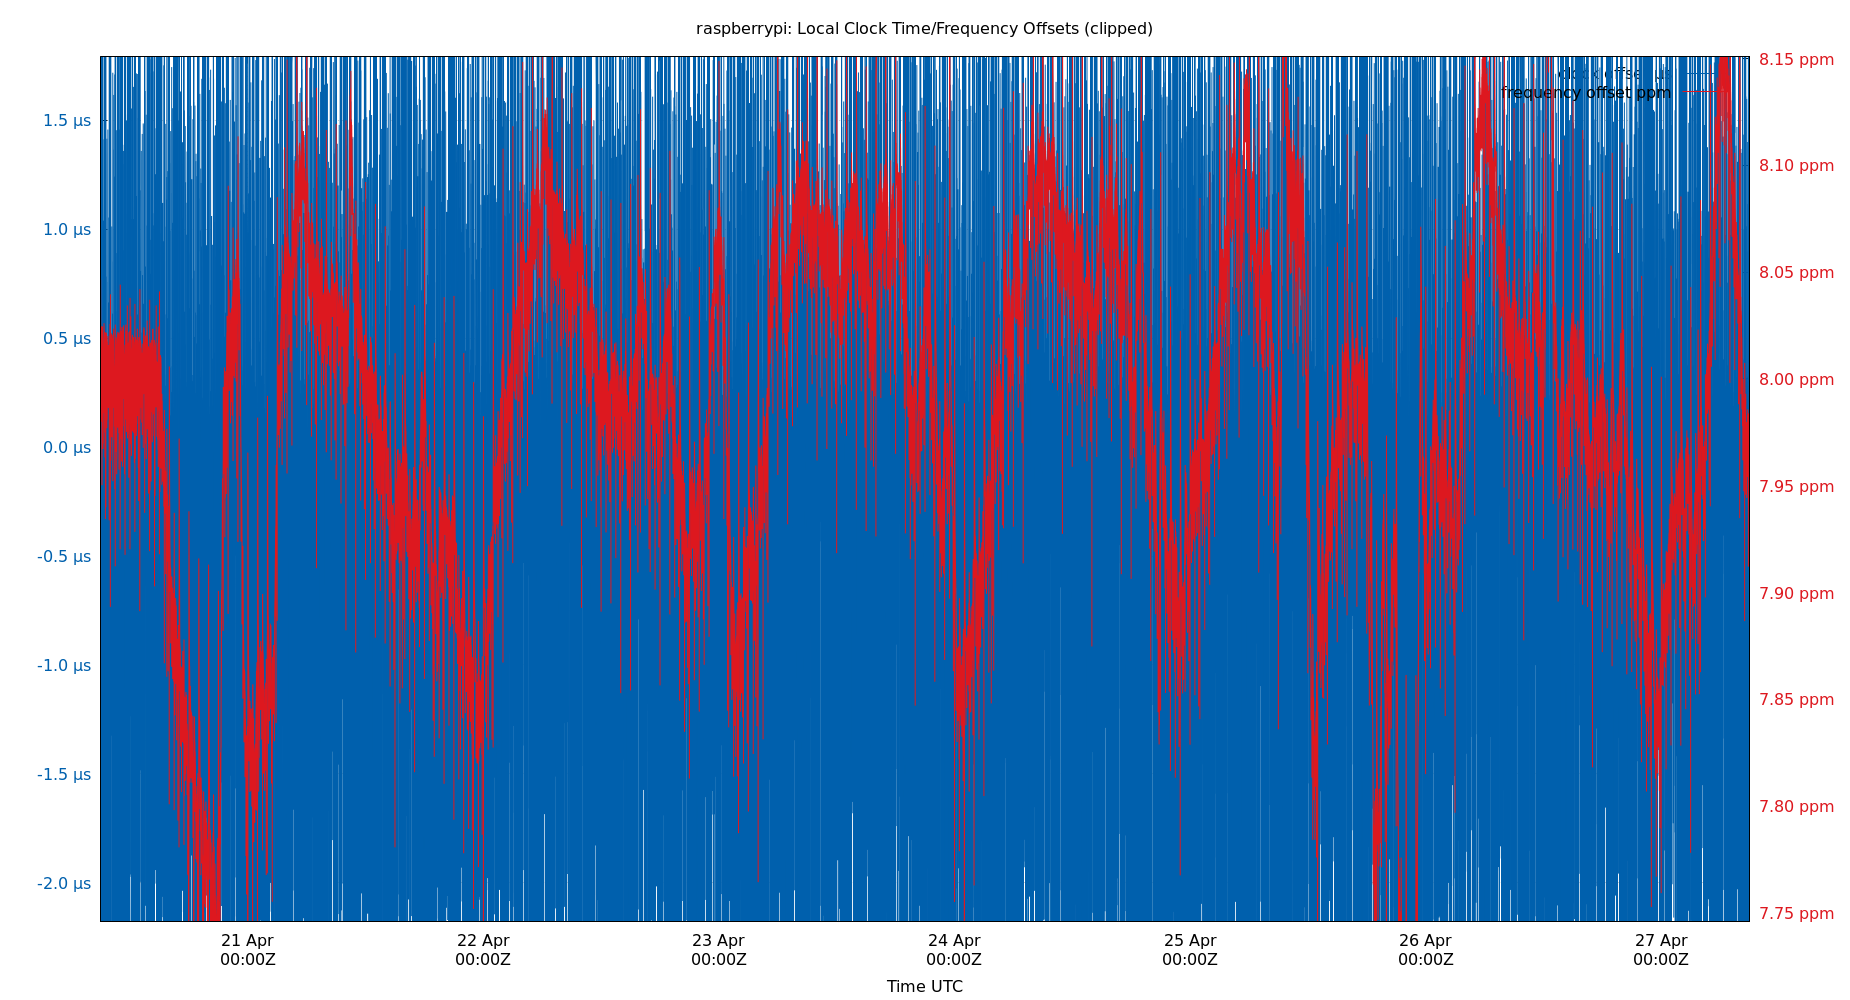 raspberrypi: Local Clock Time/Frequency Offsets (clipped)
clock offset µs
frequency offset ppm
1.5 µs
1.0 µs
0.5 µs
0.0 µs
-0.5 µs
-1.0 µs
-1.5 µs
-2.0 µs
8.15 ppm
8.10 ppm
8.05 ppm
8.00 ppm
7.95 ppm
7.90 ppm
7.85 ppm
7.80 ppm
7.75 ppm
21 Apr
00:00Z
22 Apr
00:00Z
23 Apr
00:00Z
24 Apr
00:00Z
25 Apr
00:00Z
26 Apr
00:00Z
27 Apr
00:00Z
Time UTC